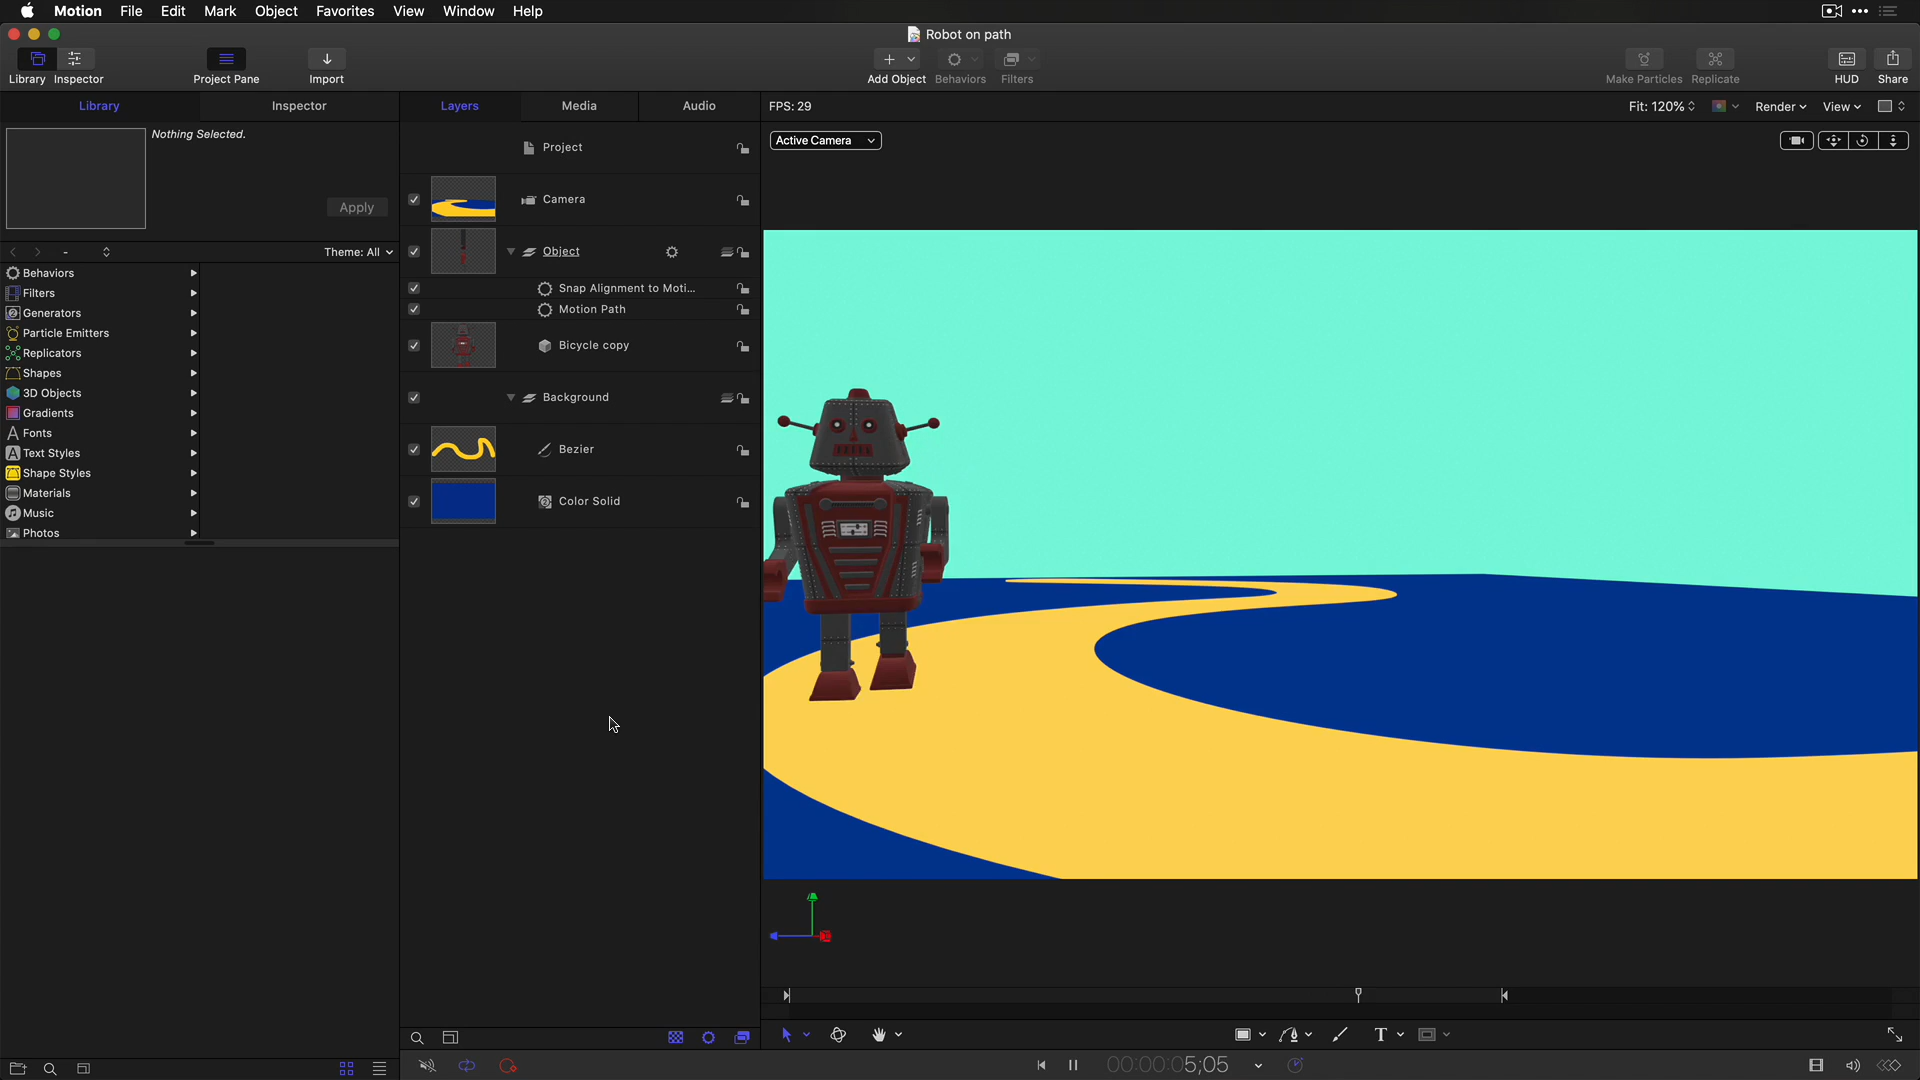 Motion File Edit Mark Object Favorites View Window Help
Robot on path
Library Inspector Project Pane Import Add Object Behaviors Filters Make Particles Replicate HUD Share
Library Inspector Layers Media Audio FPS: 29 Fit: 120% Render View
Nothing Selected.
Apply
- Theme: All
Behaviors
Filters
Generators
Particle Emitters
Replicators
Shapes
3D Objects
Gradients
Fonts
Text Styles
Shape Styles
Materials
Music
Photos
Project
Camera
Object
Snap Alignment to Moti...
Motion Path
Bicycle copy
Background
Bezier
Color Solid
Active Camera
T
00:00:05;05